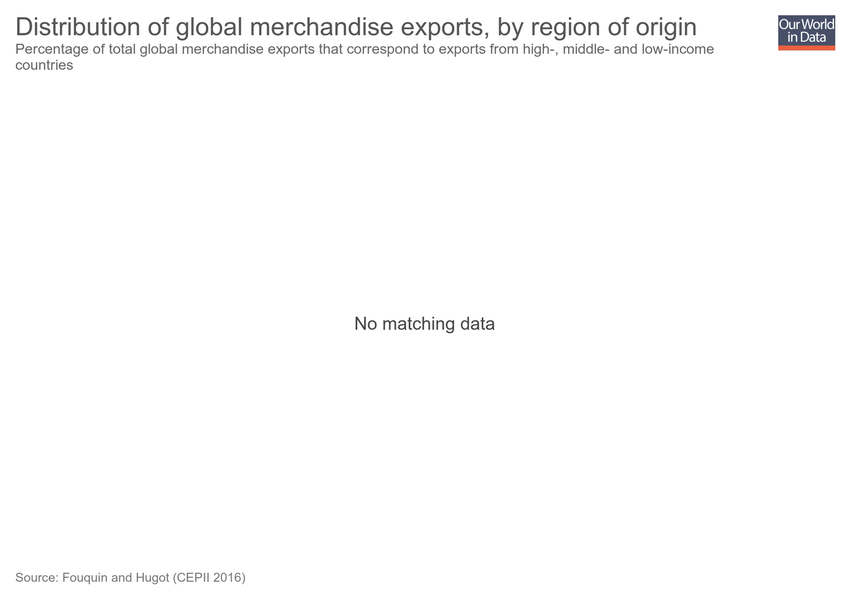 Distribution of global merchandise exports, by region of origin
Our World
in Data
Percentage of total global merchandise exports that correspond to exports from high-, middle- and low-income
countries
No matching data
Source: Fouquin and Hugot (CEPII 2016)